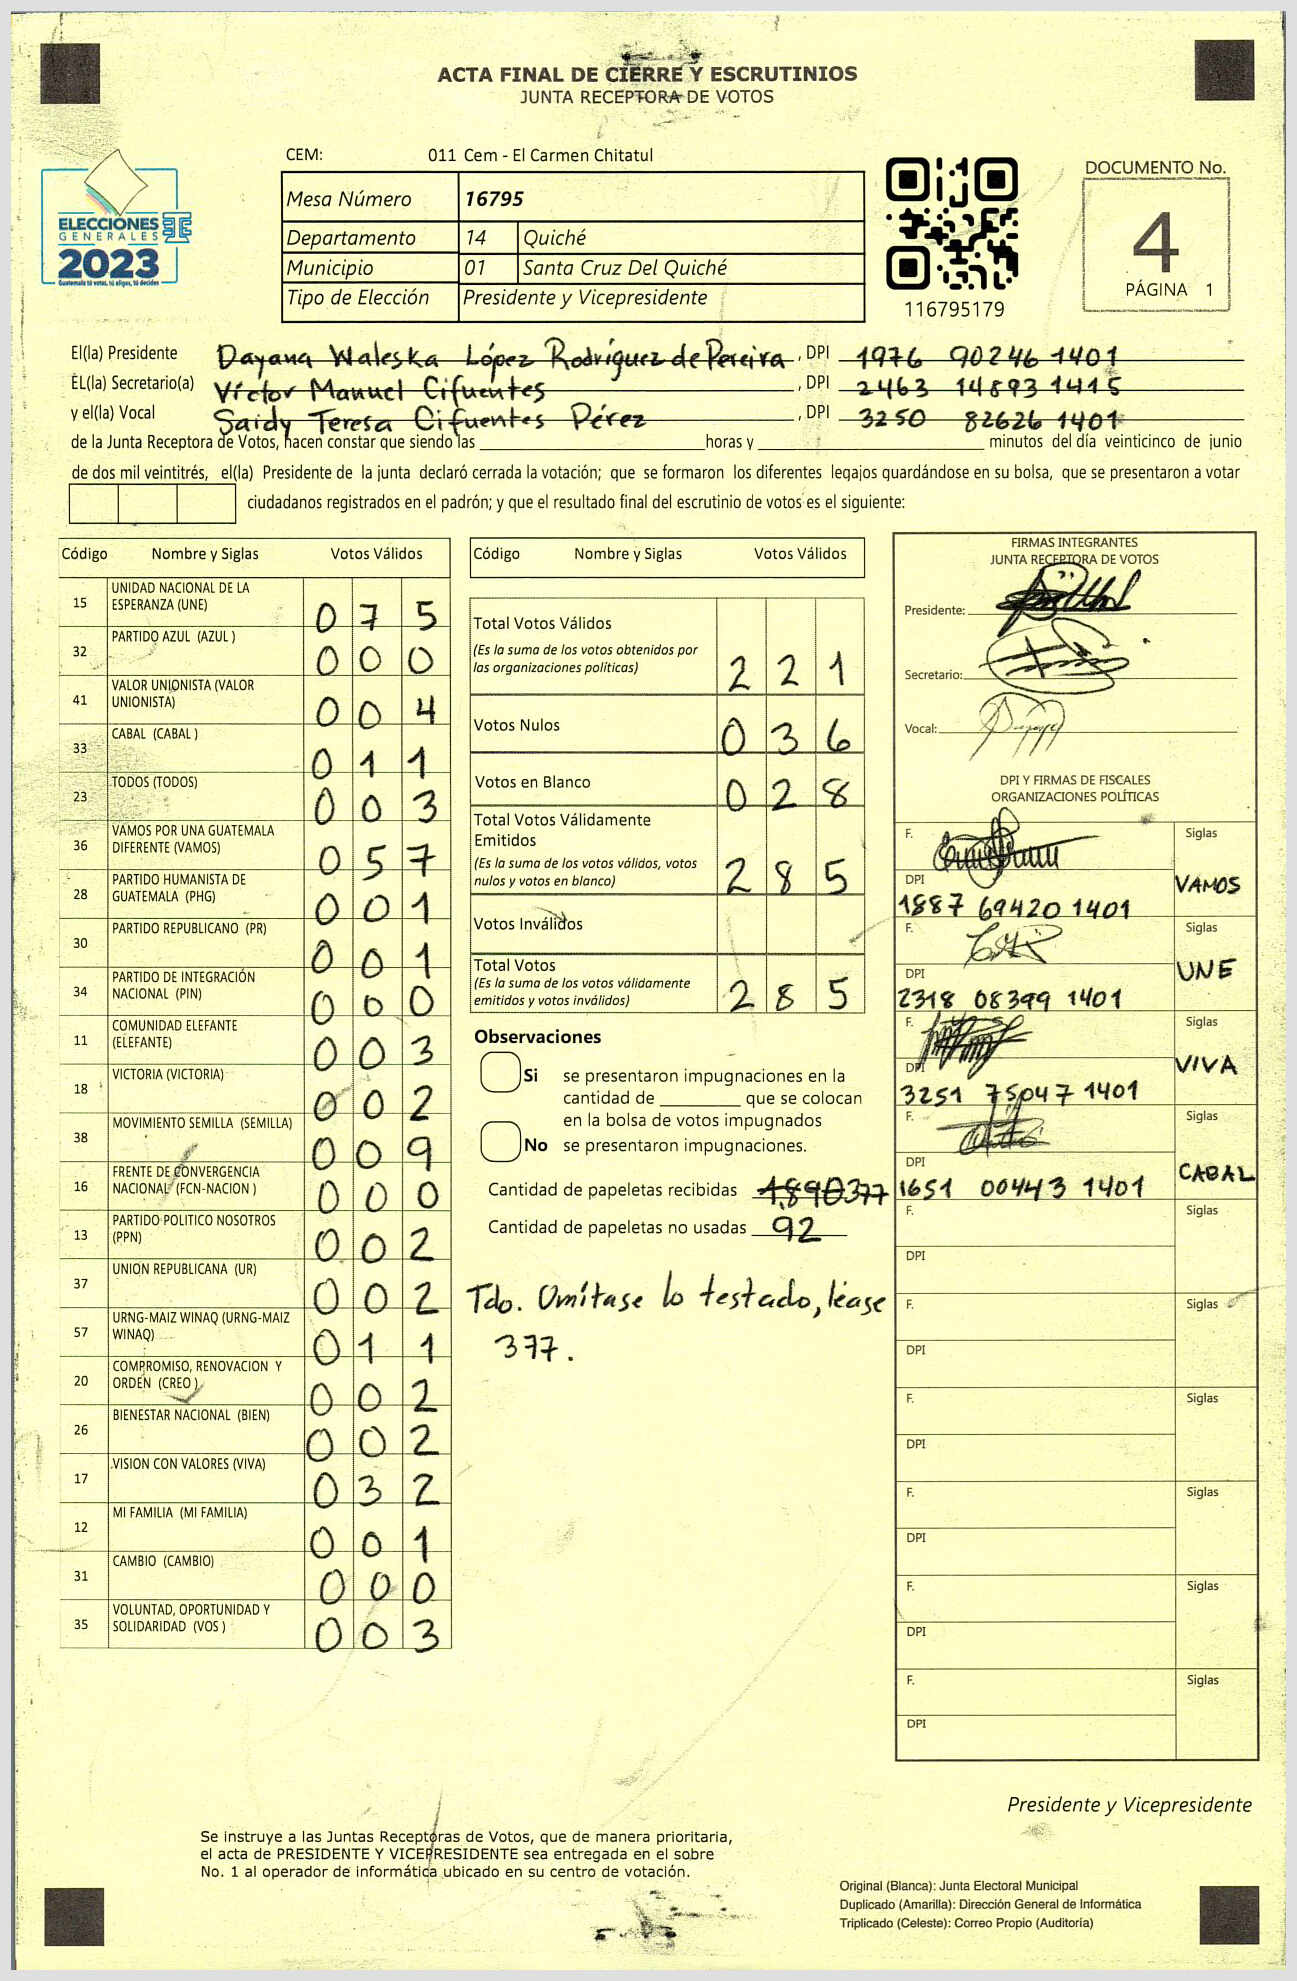 ACTA FINAL DE CIERRE Y ESCRUTINIOS
JUNTA RECEPTORA DE VOTOS
CEM: 011 Cem - El Carmen Chitatul
ELECCIONES
GENERALES
2023
Guatemala tú votas, tú eliges, tú decides
Mesa Número 16795
Departamento 14 Quiché
Municipio 01 Santa Cruz Del Quiché
Tipo de Elección Presidente y Vicepresidente
116795179
DOCUMENTO No.
4
PÁGINA 1
El(la) Presidente Dayana Waleska López Rodríguez de Pereira, DPI 1976 90246 1401
EL(la) Secretario(a) Víctor Manuel Cifuentes, DPI 2463 14893 1415
y el(la) Vocal Saidy Teresa Cifuentes Pérez, DPI 3250 82626 1401
de la Junta Receptora de Votos, hacen constar que siendo las horas y minutos del día veinticinco de junio
de dos mil veintitrés, el(la) Presidente de la junta declaró cerrada la votación; que se formaron los diferentes legajos guardándose en su bolsa, que se presentaron a votar
ciudadanos registrados en el padrón; y que el resultado final del escrutinio de votos es el siguiente:
Código Nombre y Siglas Votos Válidos
15 UNIDAD NACIONAL DE LA ESPERANZA (UNE) 0 7 5
32 PARTIDO AZUL (AZUL ) 0 0 0
41 VALOR UNIONISTA (VALOR UNIONISTA) 0 0 4
33 CABAL (CABAL ) 0 1 1
23 TODOS (TODOS) 0 0 3
36 VAMOS POR UNA GUATEMALA DIFERENTE (VAMOS) 0 5 7
28 PARTIDO HUMANISTA DE GUATEMALA (PHG) 0 0 1
30 PARTIDO REPUBLICANO (PR) 0 0 1
34 PARTIDO DE INTEGRACIÓN NACIONAL (PIN) 0 0 0
11 COMUNIDAD ELEFANTE (ELEFANTE) 0 0 3
18 VICTORIA (VICTORIA) 0 0 2
38 MOVIMIENTO SEMILLA (SEMILLA) 0 0 9
16 FRENTE DE CONVERGENCIA NACIONAL (FCN-NACION ) 0 0 0
13 PARTIDO POLITICO NOSOTROS (PPN) 0 0 2
37 UNION REPUBLICANA (UR) 0 0 2
57 URNG-MAIZ WINAQ (URNG-MAIZ WINAQ) 0 1 1
20 COMPROMISO, RENOVACION Y ORDEN (CREO ) 0 0 2
26 BIENESTAR NACIONAL (BIEN) 0 0 2
17 VISION CON VALORES (VIVA) 0 3 2
12 MI FAMILIA (MI FAMILIA) 0 0 1
31 CAMBIO (CAMBIO) 0 0 0
35 VOLUNTAD, OPORTUNIDAD Y SOLIDARIDAD (VOS ) 0 0 3
Código Nombre y Siglas Votos Válidos
Total Votos Válidos
(Es la suma de los votos obtenidos por
las organizaciones políticas) 2 2 1
Votos Nulos 0 3 6
Votos en Blanco 0 2 8
Total Votos Válidamente
Emitidos
(Es la suma de los votos válidos, votos
nulos y votos en blanco) 2 8 5
Votos Inválidos
Total Votos
(Es la suma de los votos válidamente
emitidos y votos inválidos) 2 8 5
Observaciones
Si se presentaron impugnaciones en la
cantidad de que se colocan
en la bolsa de votos impugnados
No se presentaron impugnaciones.
Cantidad de papeletas recibidas 377
Cantidad de papeletas no usadas 92
Tdo. Omítase lo testado, léase
377.
FIRMAS INTEGRANTES
JUNTA RECEPTORA DE VOTOS
Presidente:
Secretario:
Vocal:
DPI Y FIRMAS DE FISCALES
ORGANIZACIONES POLÍTICAS
F. Siglas
DPI VAMOS
1887 69420 1401
F. Siglas
DPI UNE
2318 08399 1401
F. Siglas
DPI VIVA
3251 75047 1401
F. Siglas
DPI CABAL
1651 00443 1401
F. Siglas
DPI
F. Siglas
DPI
F. Siglas
DPI
F. Siglas
DPI
F. Siglas
DPI
F. Siglas
DPI
Presidente y Vicepresidente
Se instruye a las Juntas Receptoras de Votos, que de manera prioritaria,
el acta de PRESIDENTE Y VICEPRESIDENTE sea entregada en el sobre
No. 1 al operador de informática ubicado en su centro de votación.
Original (Blanca): Junta Electoral Municipal
Duplicado (Amarilla): Dirección General de Informática
Triplicado (Celeste): Correo Propio (Auditoría)